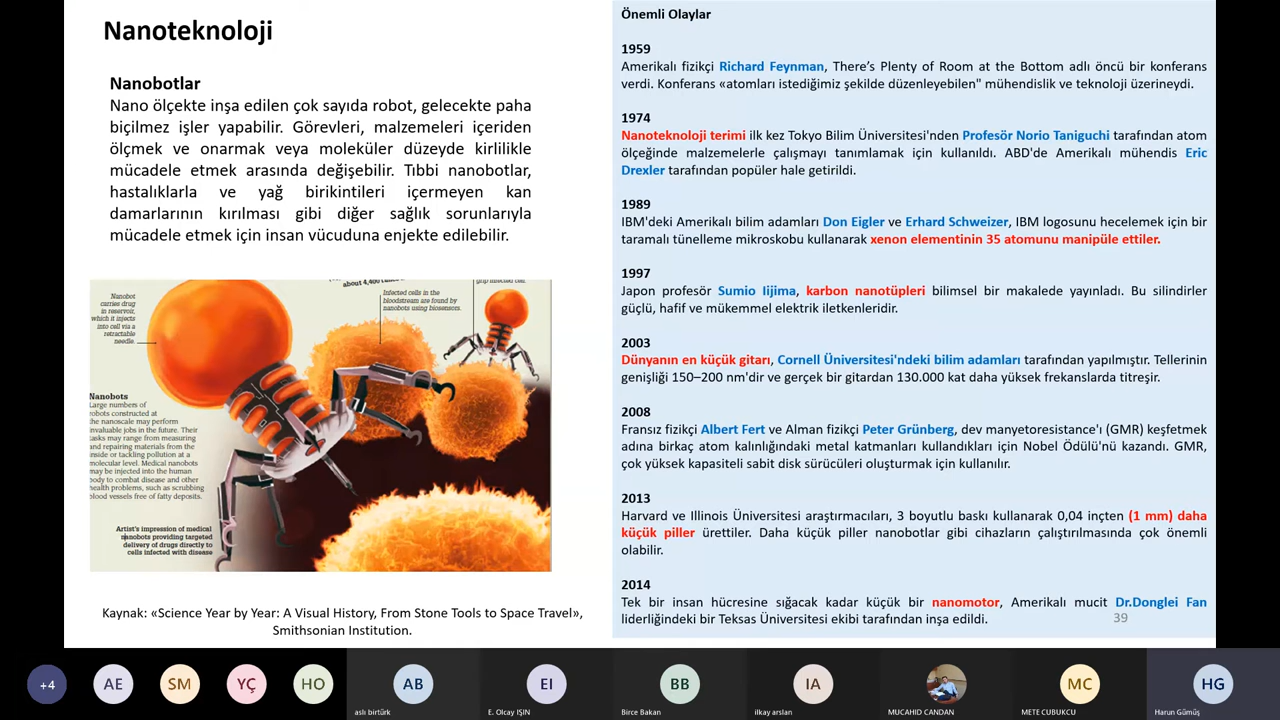 Nanoteknoloji
Nanobotlar
Nano ölçekte inşa edilen çok sayıda robot, gelecekte paha
biçilmez işler yapabilir. Görevleri, malzemeleri içeriden
ölçmek ve onarmak veya moleküler düzeyde kirlilikle
mücadele etmek arasında değişebilir. Tıbbi nanobotlar,
hastalıklarla ve yağ birikintileri içermeyen kan
damarlarının kırılması gibi diğer sağlık sorunlarıyla
mücadele etmek için insan vücuduna enjekte edilebilir.
about 4,400
Nanobot
carries drug
in reservoir,
which it injects
into cell via a
retractable
needle.
Infected cells in the
bloodstream are found by
nanobots using biosensors.
grip infected cell.
Nanobots
Large numbers of
robots constructed at
the nanoscale may perform
invaluable jobs in the future. Their
tasks may range from measuring
and repairing materials from the
inside or tackling pollution at a
molecular level. Medical nanobots
may be injected into the human
body to combat disease and other
health problems, such as scrubbing
blood vessels free of fatty deposits.
Artist's impression of medical
nanobots providing targeted
delivery of drugs directly to
cells infected with disease
Kaynak: «Science Year by Year: A Visual History, From Stone Tools to Space Travel»,
Smithsonian Institution.
Önemli Olaylar
1959
Amerikalı fizikçi Richard Feynman, There's Plenty of Room at the Bottom adlı öncü bir konferans
verdi. Konferans «atomları istediğimiz şekilde düzenleyebilen" mühendislik ve teknoloji üzerineydi.
1974
Nanoteknoloji terimi ilk kez Tokyo Bilim Üniversitesi'nden Profesör Norio Taniguchi tarafından atom
ölçeğinde malzemelerle çalışmayı tanımlamak için kullanıldı. ABD'de Amerikalı mühendis Eric
Drexler tarafından popüler hale getirildi.
1989
IBM'deki Amerikalı bilim adamları Don Eigler ve Erhard Schweizer, IBM logosunu hecelemek için bir
taramalı tünelleme mikroskobu kullanarak xenon elementinin 35 atomunu manipüle ettiler.
1997
Japon profesör Sumio Iijima, karbon nanotüpleri bilimsel bir makalede yayınladı. Bu silindirler
güçlü, hafif ve mükemmel elektrik iletkenleridir.
2003
Dünyanın en küçük gitarı, Cornell Üniversitesi'ndeki bilim adamları tarafından yapılmıştır. Tellerinin
genişliği 150–200 nm'dir ve gerçek bir gitardan 130.000 kat daha yüksek frekanslarda titreşir.
2008
Fransız fizikçi Albert Fert ve Alman fizikçi Peter Grünberg, dev manyetoresistance'ı (GMR) keşfetmek
adına birkaç atom kalınlığındaki metal katmanları kullandıkları için Nobel Ödülü'nü kazandı. GMR,
çok yüksek kapasiteli sabit disk sürücüleri oluşturmak için kullanılır.
2013
Harvard ve Illinois Üniversitesi araştırmacıları, 3 boyutlu baskı kullanarak 0,04 inçten (1 mm) daha
küçük piller ürettiler. Daha küçük piller nanobotlar gibi cihazların çalıştırılmasında çok önemli
olabilir.
2014
Tek bir insan hücresine sığacak kadar küçük bir nanomotor, Amerikalı mucit Dr.Donglei Fan
liderliğindeki bir Teksas Üniversitesi ekibi tarafından inşa edildi.
39
+4
AE
SM
YÇ
HO
AB
aslı birtürk
EI
E. Olcay IŞIN
BB
Birce Bakan
IA
ilkay arslan
MUCAHID CANDAN
MC
METE CUBUKCU
HG
Harun Gümüş